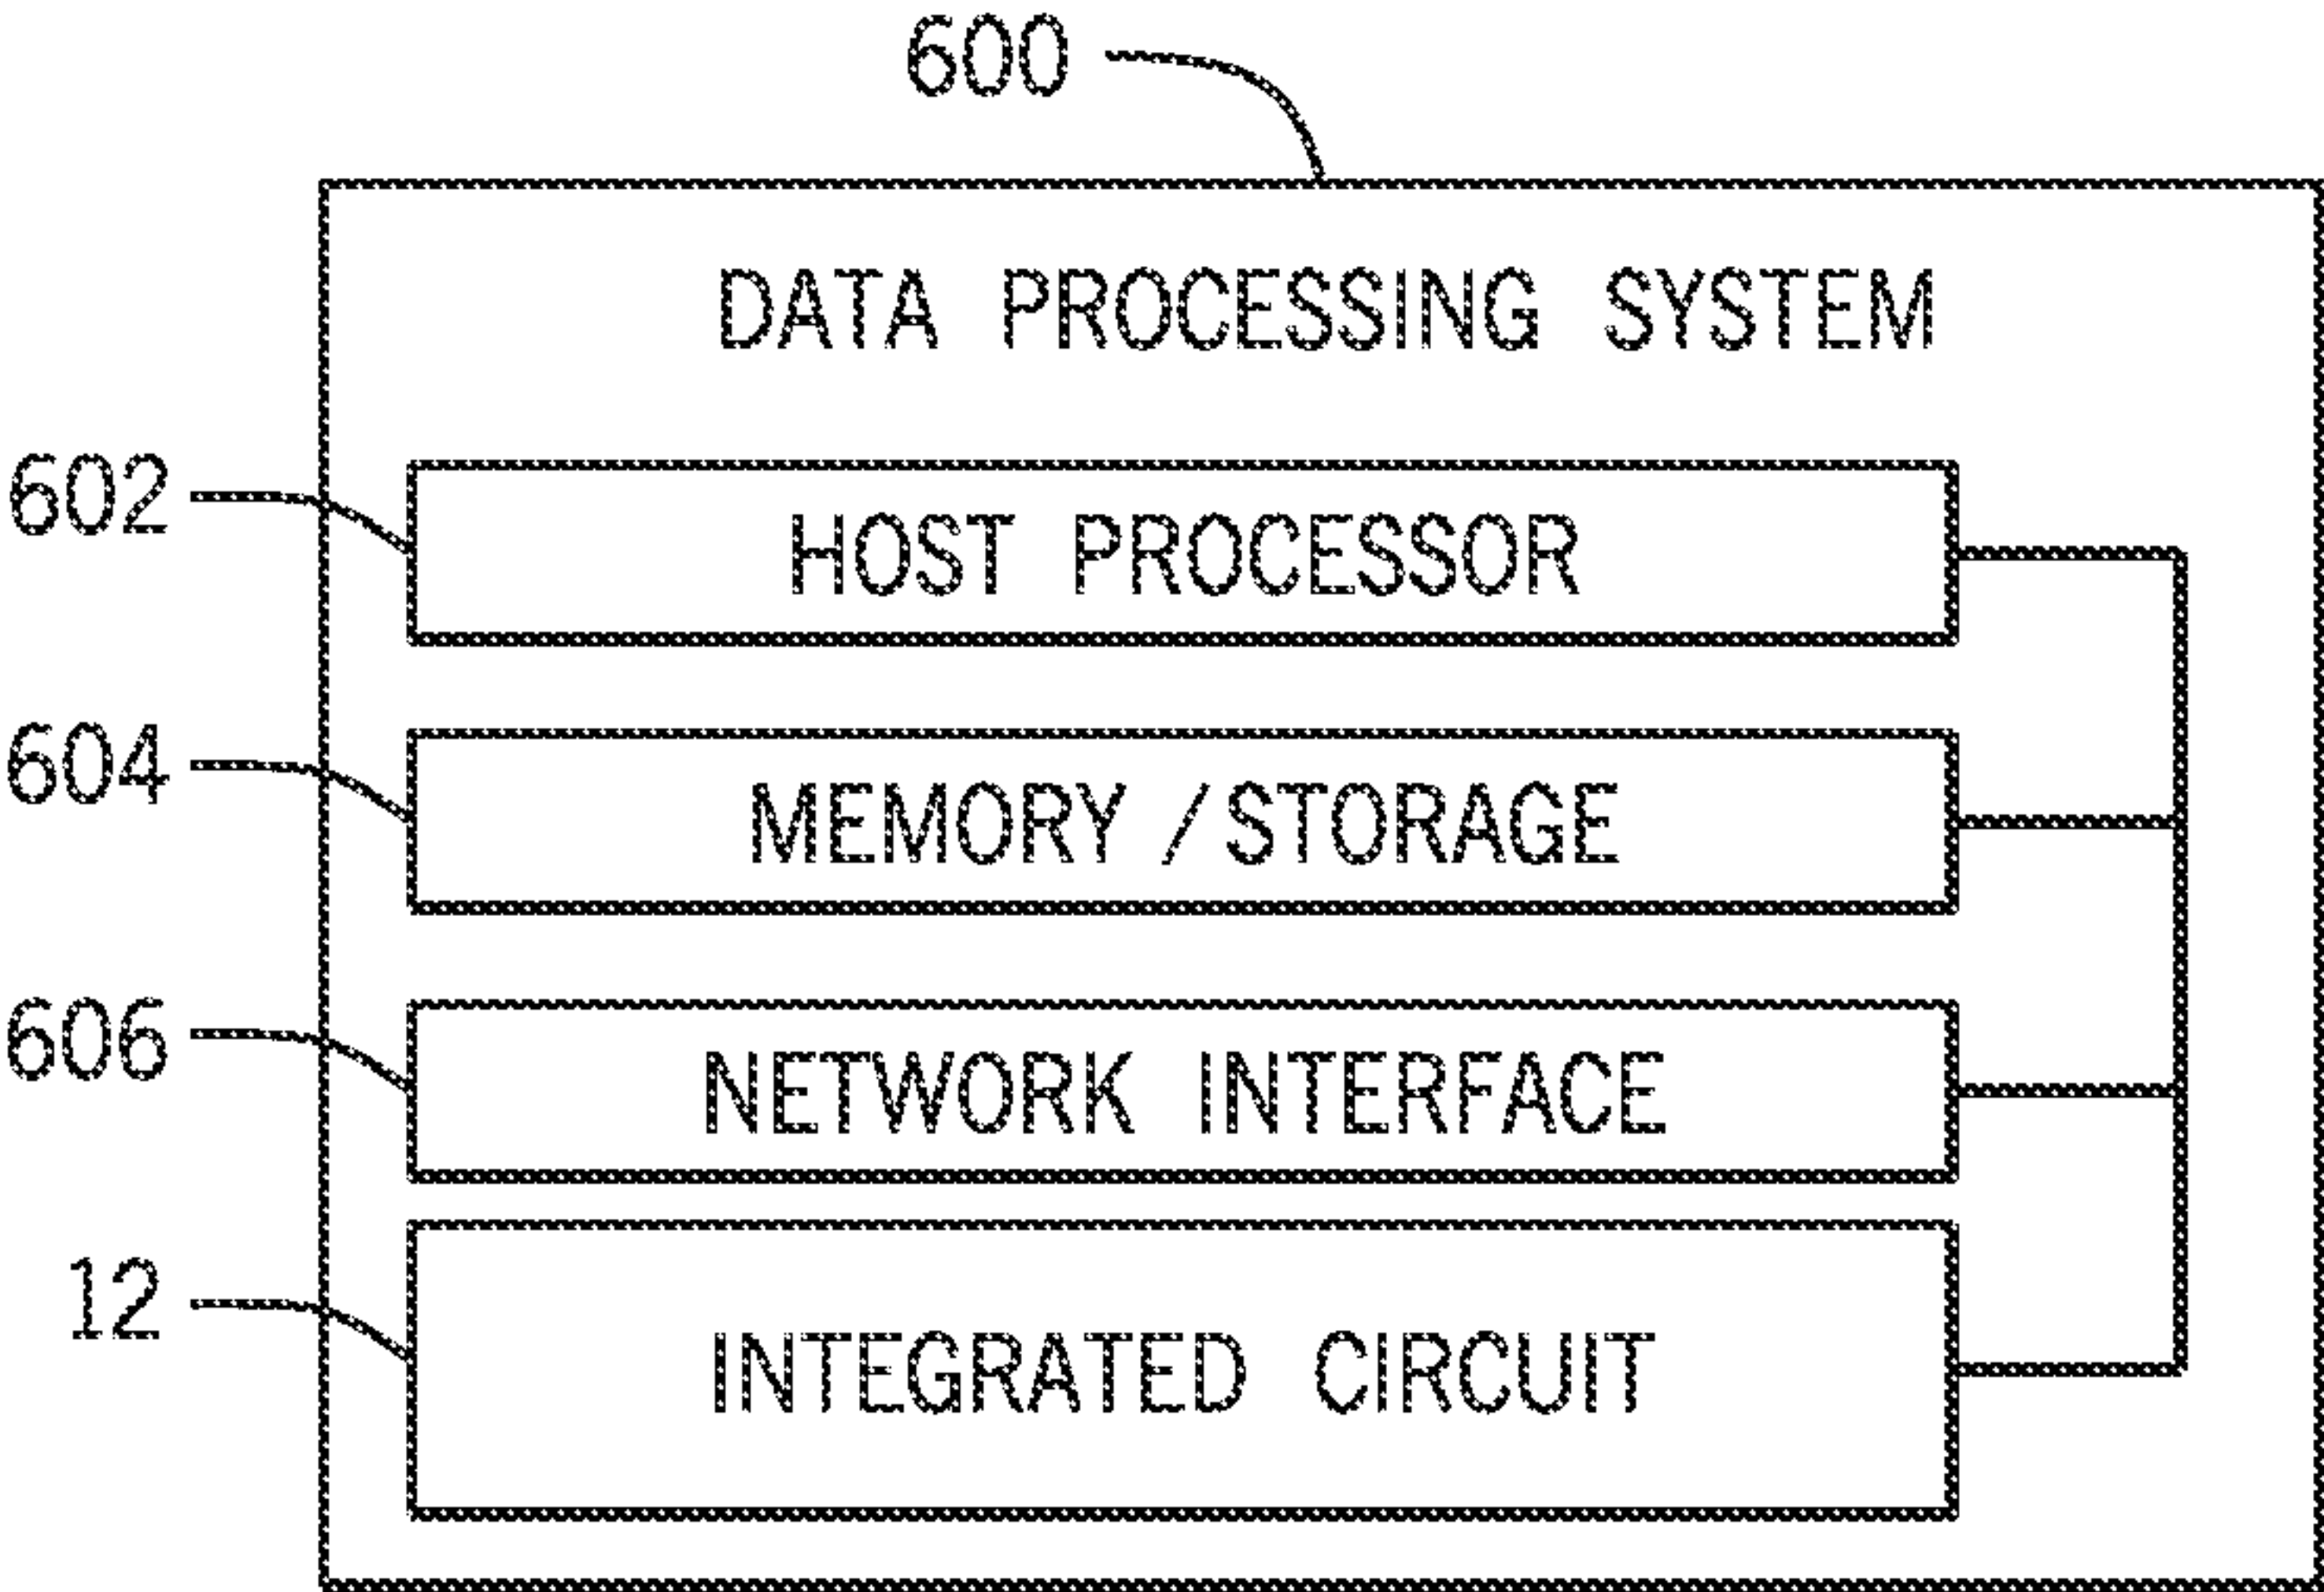 600
DATA PROCESSING SYSTEM
602
HOST PROCESSOR
604
MEMORY / STORAGE
606
NETWORK INTERFACE
12
INTEGRATED CIRCUIT